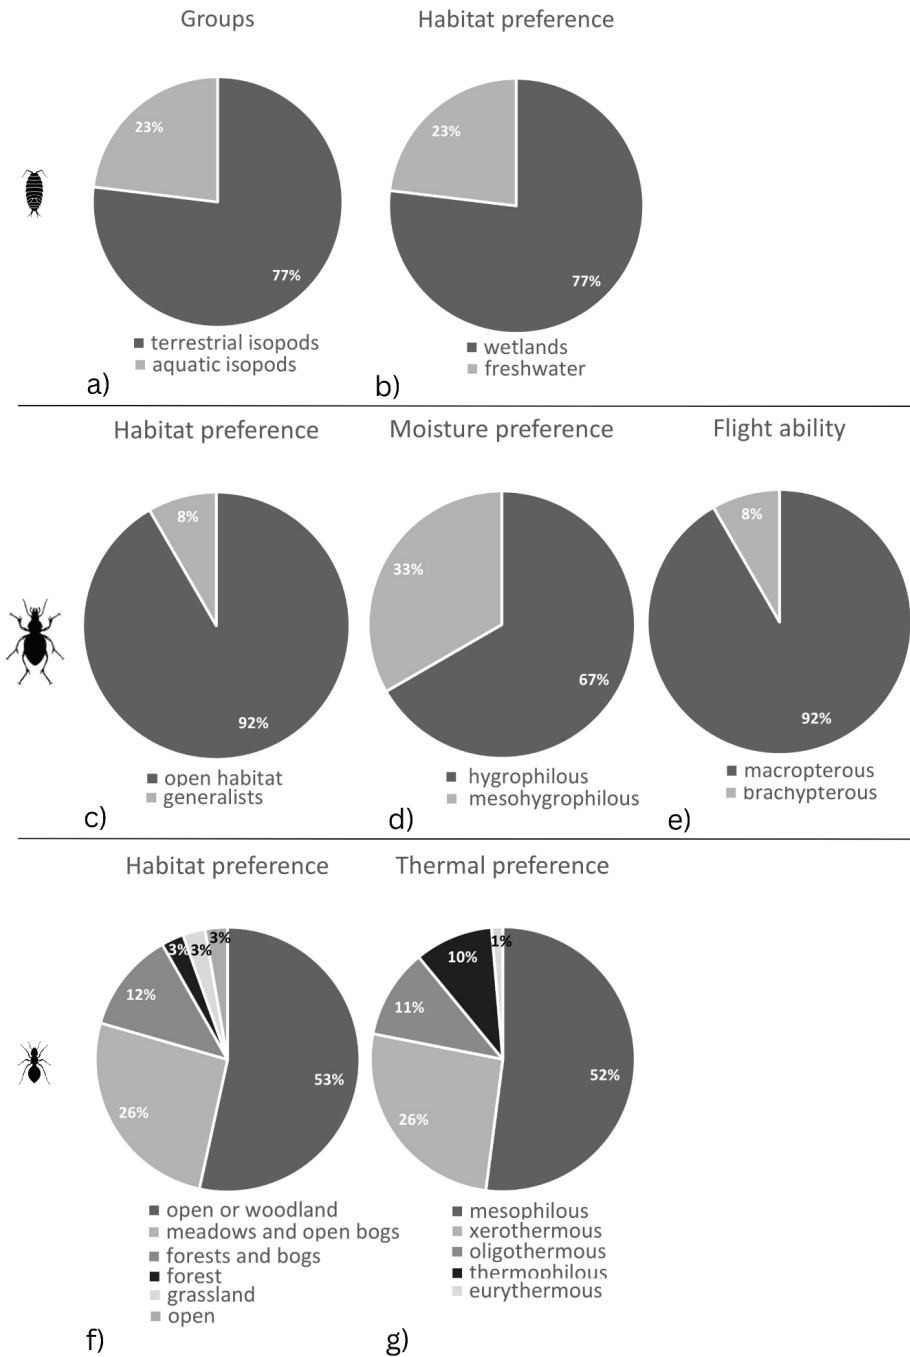 Groups
Habitat preference
23%
77%
23%
77%
terrestrial isopods
aquatic isopods
wetlands
freshwater
a)
b)
Habitat preference
Moisture preference
Flight ability
8%
92%
33%
67%
8%
92%
open habitat
generalists
hygrophilous
mesohygrophilous
macropterous
brachypterous
c)
d)
e)
Habitat preference
Thermal preference
3%
3%
3%
12%
26%
53%
1%
10%
11%
26%
52%
open or woodland
meadows and open bogs
forests and bogs
forest
grassland
open
mesophilous
xerothermous
oligothermous
thermophilous
eurythermous
f)
g)